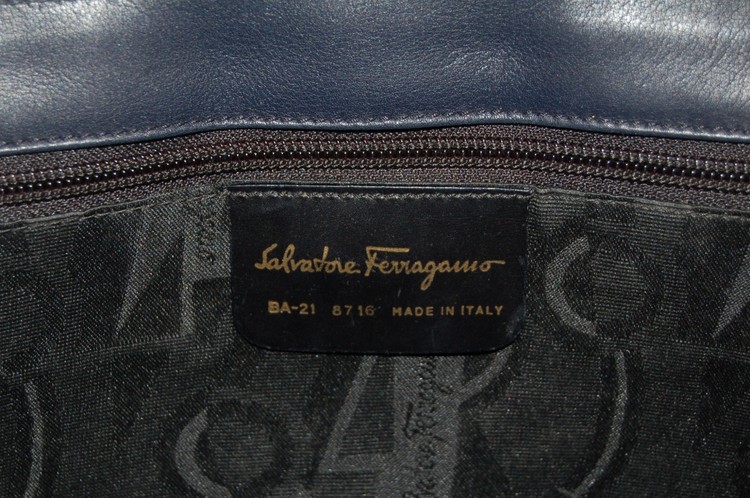 Salvatore Ferragamo
BA-21 8716 MADE IN ITALY